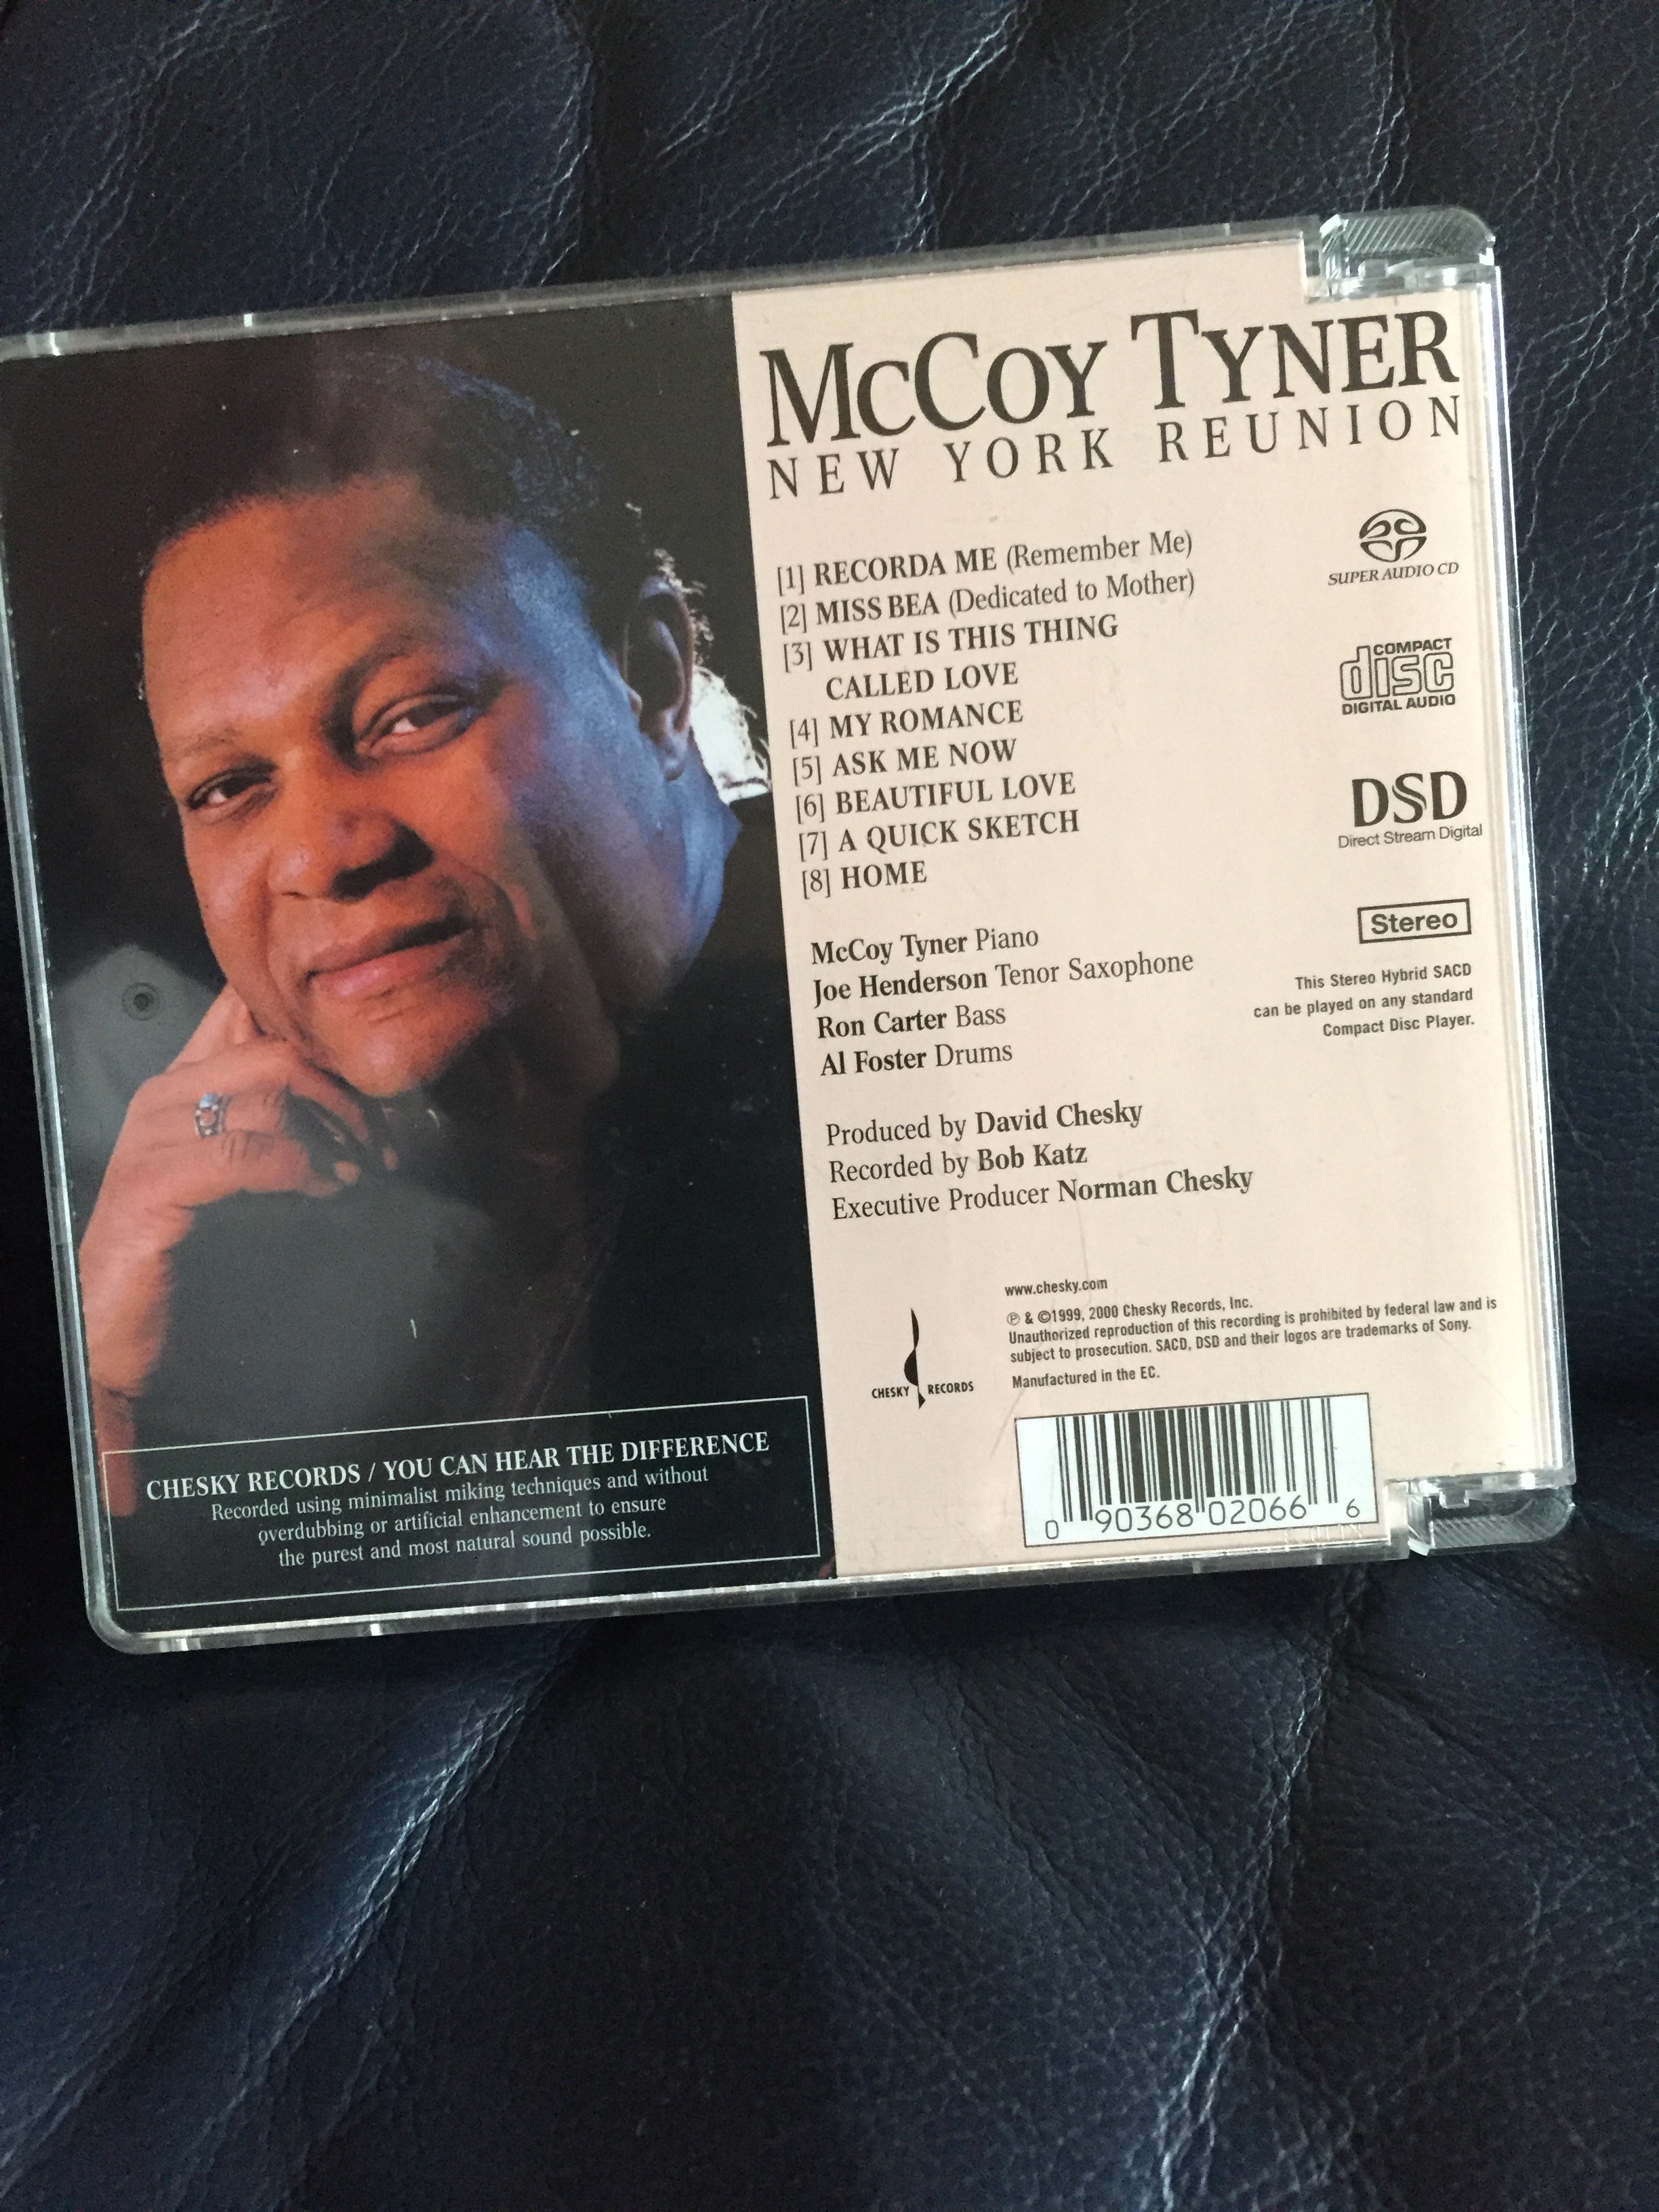 McCoy Tyner
NEW YORK REUNION
[1] RECORDA ME (Remember Me)
[2] MISS BEA (Dedicated to Mother)
[3] WHAT IS THIS THING
CALLED LOVE
[4] MY ROMANCE
[5] ASK ME NOW
[6] BEAUTIFUL LOVE
[7] A QUICK SKETCH
[8] HOME
SUPER AUDIO CD
COMPACT
disc
DIGITAL AUDIO
DSD
Direct Stream Digital
Stereo
This Stereo Hybrid SACD
can be played on any standard
Compact Disc Player.
McCoy Tyner Piano
Joe Henderson Tenor Saxophone
Ron Carter Bass
Al Foster Drums
Produced by David Chesky
Recorded by Bob Katz
Executive Producer Norman Chesky
www.chesky.com
℗ & ©1999, 2000 Chesky Records, Inc.
Unauthorized reproduction of this recording is prohibited by federal law and is
subject to prosecution. SACD, DSD and their logos are trademarks of Sony.
Manufactured in the EC.
CHESKY RECORDS
0 90368 02066 6
CHESKY RECORDS / YOU CAN HEAR THE DIFFERENCE
Recorded using minimalist miking techniques and without
overdubbing or artificial enhancement to ensure
the purest and most natural sound possible.